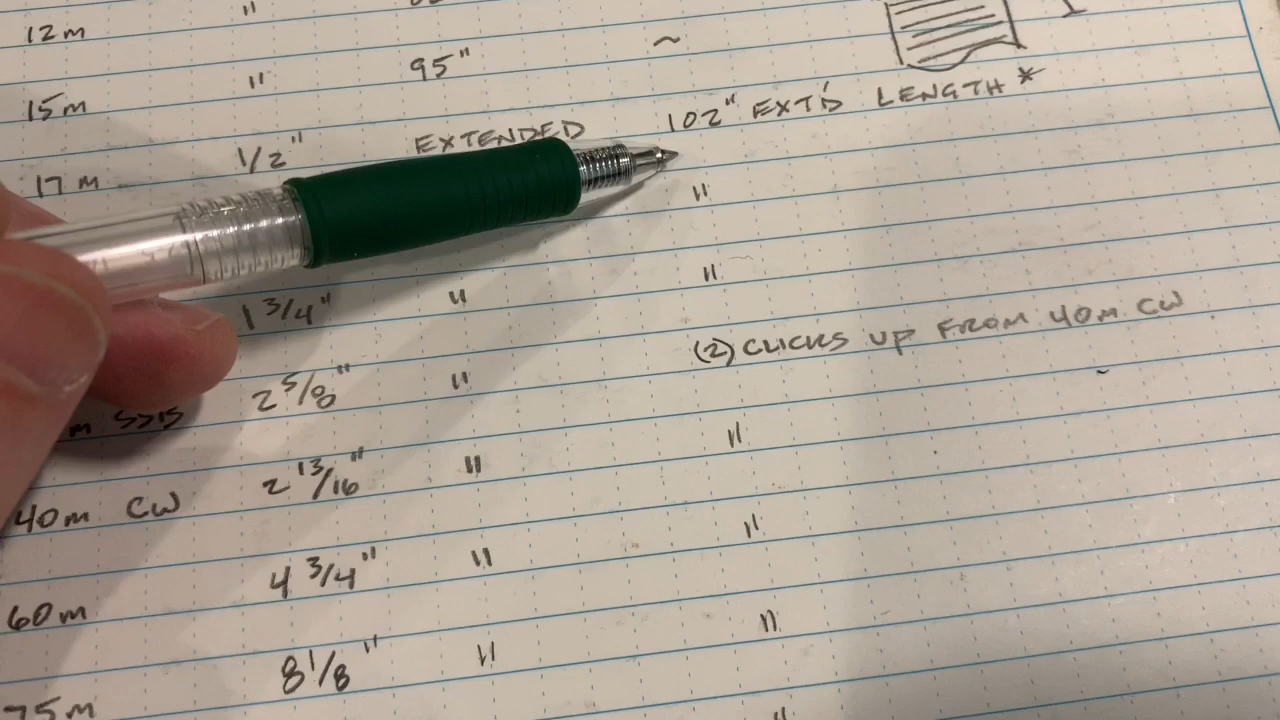 12m "
15m " 95" ~
17m 1/2" EXTENDED 102" EXT'D LENGTH *
"
1 3/4" " "
2 5/8" " (2) CLICKS UP FROM 40M CW
40m CW 2 13/16" " "
60m 4 3/4" " "
75m 8 1/8" " "
"